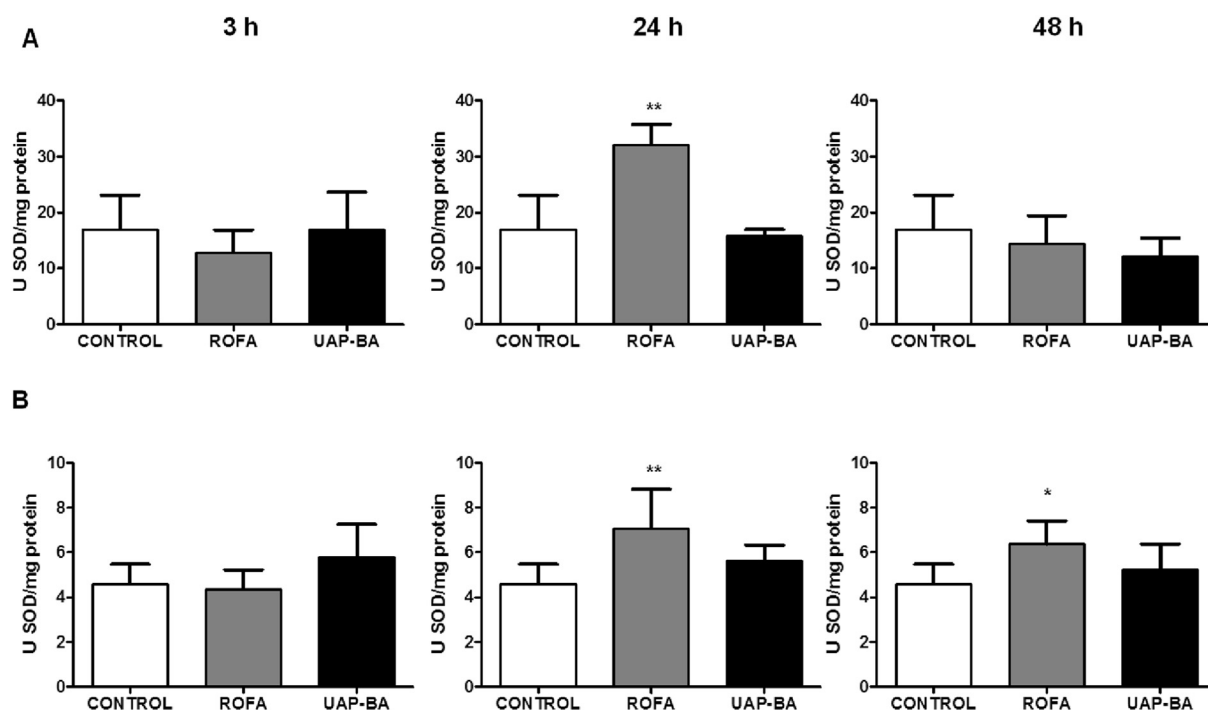 A
3 h
24 h
48 h
U SOD/mg protein
40
30
20
10
0
CONTROL
ROFA
UAP-BA
U SOD/mg protein
40
30
20
10
0
**
CONTROL
ROFA
UAP-BA
U SOD/mg protein
40
30
20
10
0
CONTROL
ROFA
UAP-BA
B
U SOD/mg protein
10
8
6
4
2
0
CONTROL
ROFA
UAP-BA
U SOD/mg protein
10
8
6
4
2
0
**
CONTROL
ROFA
UAP-BA
U SOD/mg protein
10
8
6
4
2
0
*
CONTROL
ROFA
UAP-BA